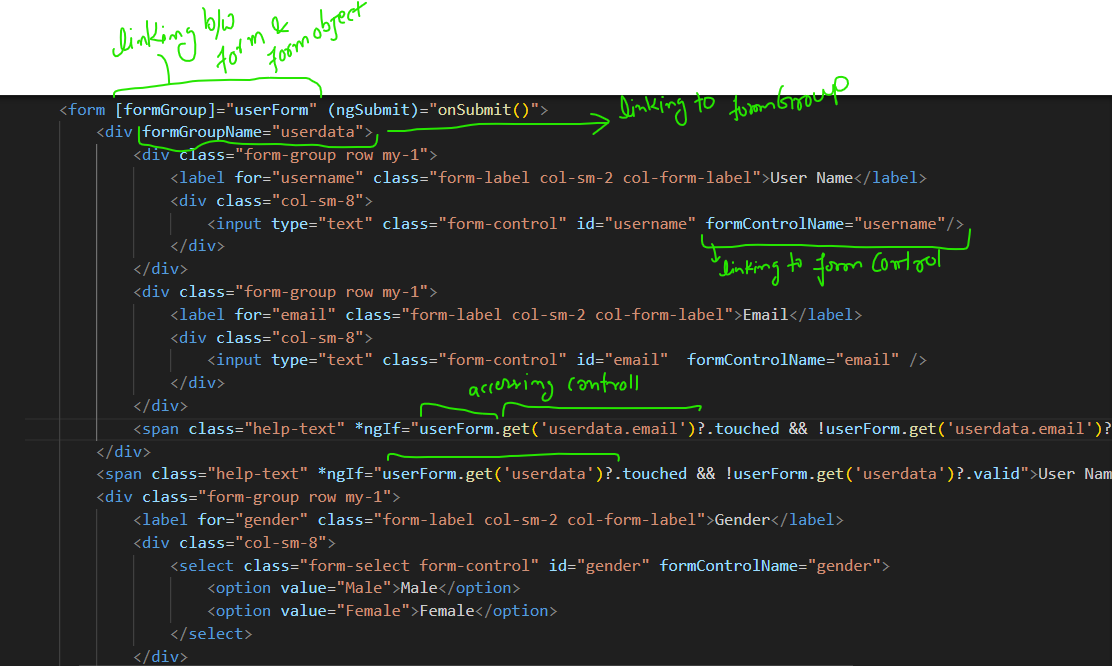 linking b/w
form &
form object
<form [formGroup]="userForm" (ngSubmit)="onSubmit()">
linking to formGroup
<div formGroupName="userdata">
<div class="form-group row my-1">
<label for="username" class="form-label col-sm-2 col-form-label">User Name</label>
<div class="col-sm-8">
<input type="text" class="form-control" id="username" formControlName="username"/>
</div>
linking to form Control
</div>
<div class="form-group row my-1">
<label for="email" class="form-label col-sm-2 col-form-label">Email</label>
<div class="col-sm-8">
<input type="text" class="form-control" id="email"  formControlName="email" />
</div>
accessing controll
</div>
<span class="help-text" *ngIf="userForm.get('userdata.email')?.touched && !userForm.get('userdata.email')?
</div>
<span class="help-text" *ngIf="userForm.get('userdata')?.touched && !userForm.get('userdata')?.valid">User Nam
<div class="form-group row my-1">
<label for="gender" class="form-label col-sm-2 col-form-label">Gender</label>
<div class="col-sm-8">
<select class="form-select form-control" id="gender" formControlName="gender">
<option value="Male">Male</option>
<option value="Female">Female</option>
</select>
</div>